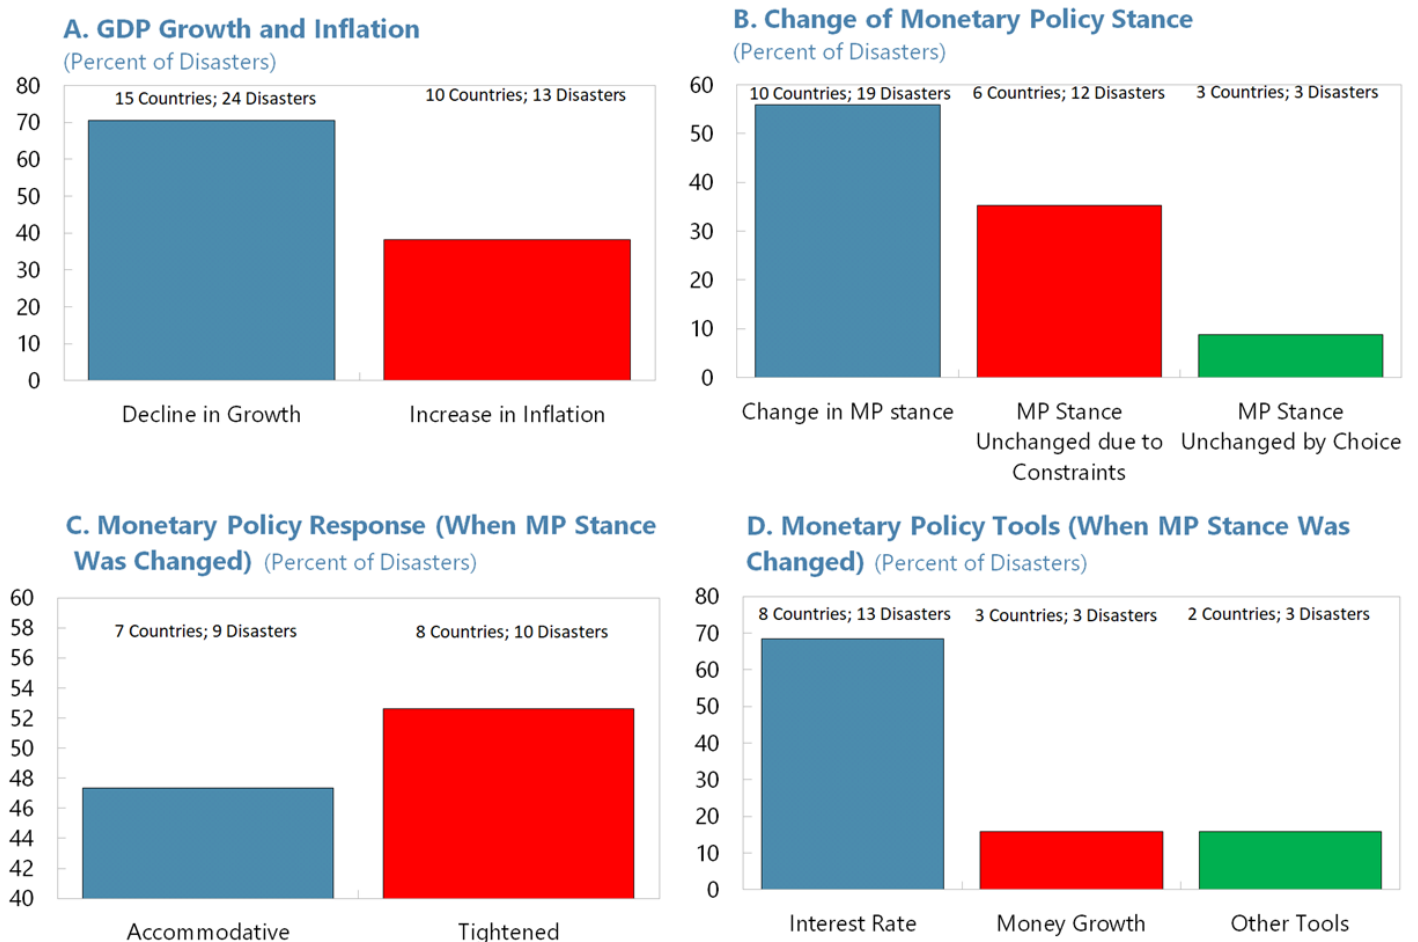 A. GDP Growth and Inflation
(Percent of Disasters)
80
70
60
50
40
30
20
10
0
15 Countries; 24 Disasters
10 Countries; 13 Disasters
Decline in Growth
Increase in Inflation
B. Change of Monetary Policy Stance
(Percent of Disasters)
60
50
40
30
20
10
0
10 Countries; 19 Disasters
6 Countries; 12 Disasters
3 Countries; 3 Disasters
Change in MP stance
MP Stance
Unchanged due to
Constraints
MP Stance
Unchanged by Choice
C. Monetary Policy Response (When MP Stance
Was Changed) (Percent of Disasters)
60
58
56
54
52
50
48
46
44
42
40
7 Countries; 9 Disasters
8 Countries; 10 Disasters
Accommodative
Tightened
D. Monetary Policy Tools (When MP Stance Was
Changed) (Percent of Disasters)
80
70
60
50
40
30
20
10
0
8 Countries; 13 Disasters
3 Countries; 3 Disasters
2 Countries; 3 Disasters
Interest Rate
Money Growth
Other Tools